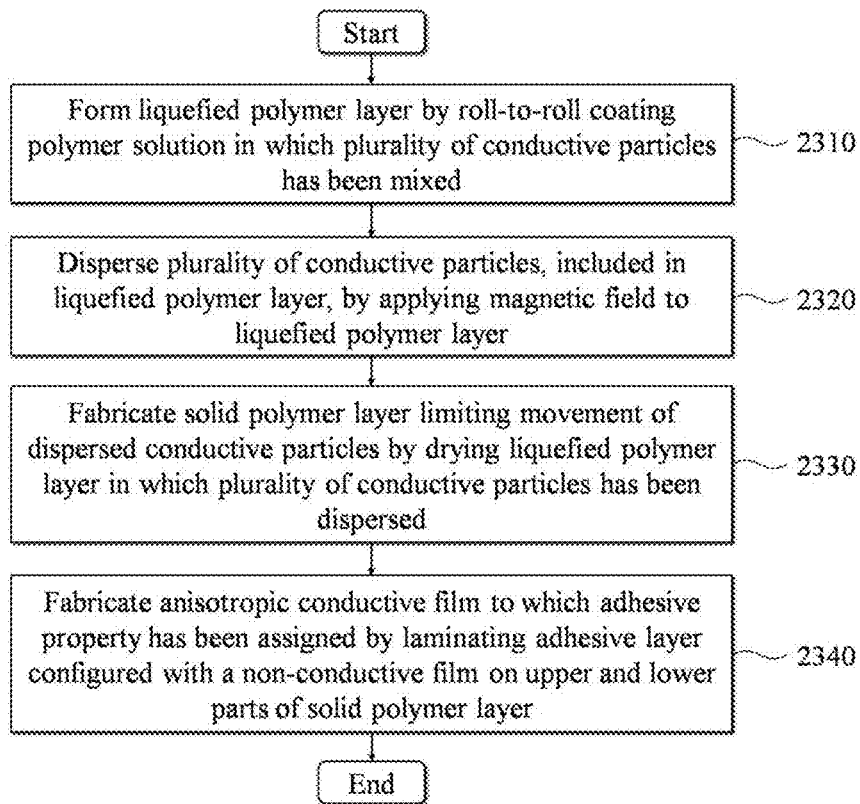 Start
Form liquefied polymer layer by roll-to-roll coating
polymer solution in which plurality of conductive particles
has been mixed
2310
Disperse plurality of conductive particles, included in
liquefied polymer layer, by applying magnetic field to
liquefied polymer layer
2320
Fabricate solid polymer layer limiting movement of
dispersed conductive particles by drying liquefied polymer
layer in which plurality of conductive particles has been
dispersed
2330
Fabricate anisotropic conductive film to which adhesive
property has been assigned by laminating adhesive layer
configured with a non-conductive film on upper and lower
parts of solid polymer layer
2340
End